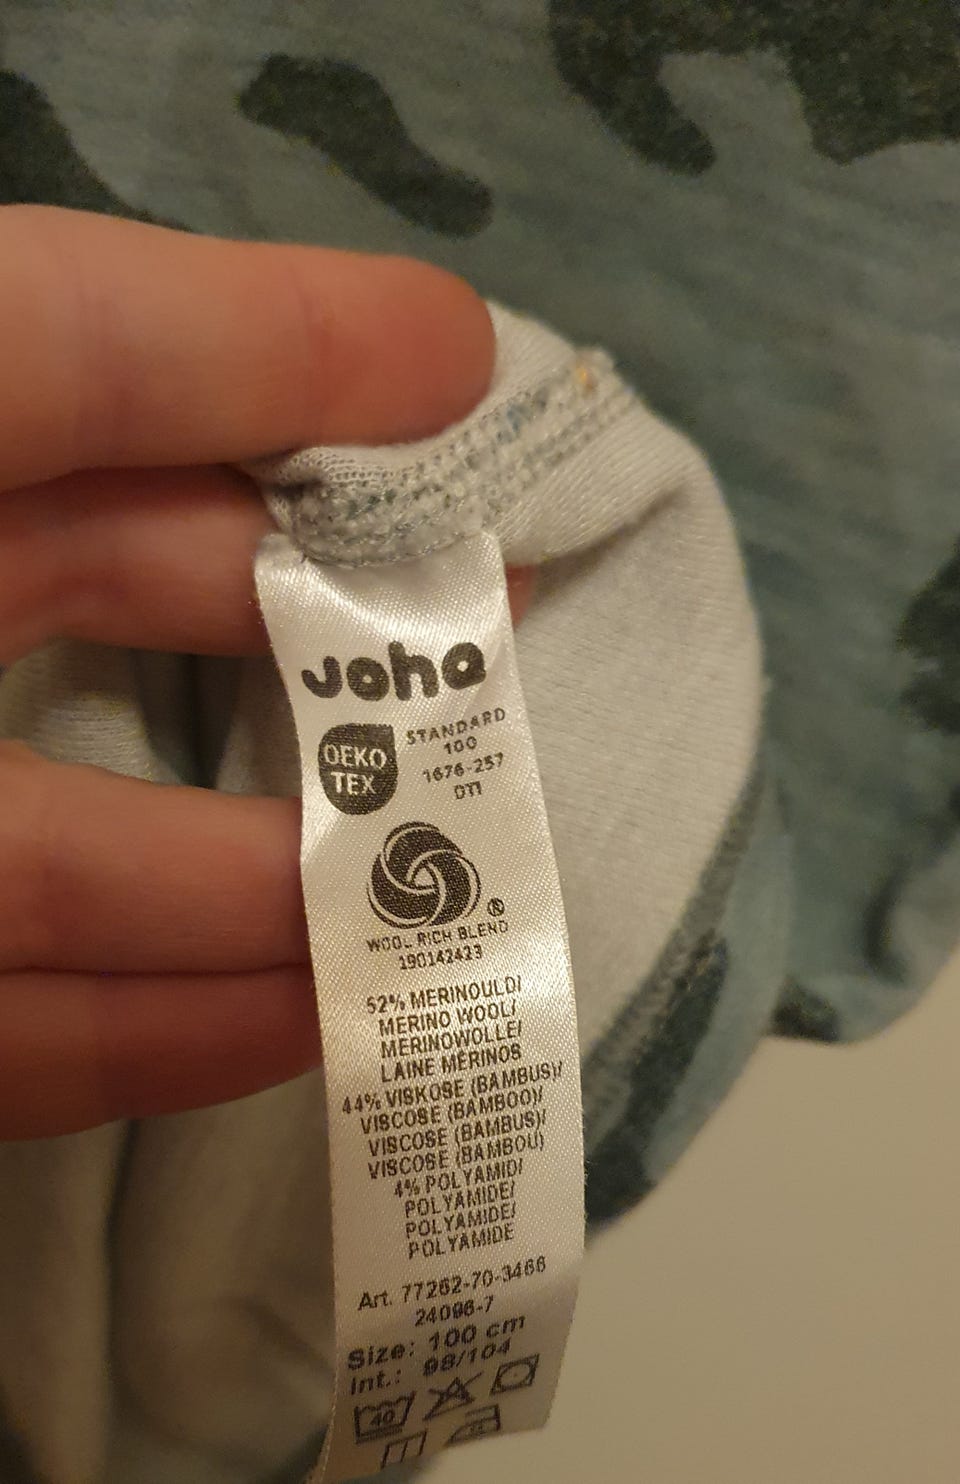 Joha
OEKO
TEX
STANDARD
100
1676-257
DTI
®
WOOL RICH BLEND
190142423
52% MERINOULD/
MERINO WOOL/
MERINOWOLLE/
LAINE MERINOS
44% VISKOSE (BAMBUS)/
VISCOSE (BAMBOO)/
VISCOSE (BAMBUS)/
VISCOSE (BAMBOU)
4% POLYAMID/
POLYAMIDE/
POLYAMIDE/
POLYAMIDE
Art. 77262-70-3466
24096-7
Size: 100 cm
Int.: 98/104
40